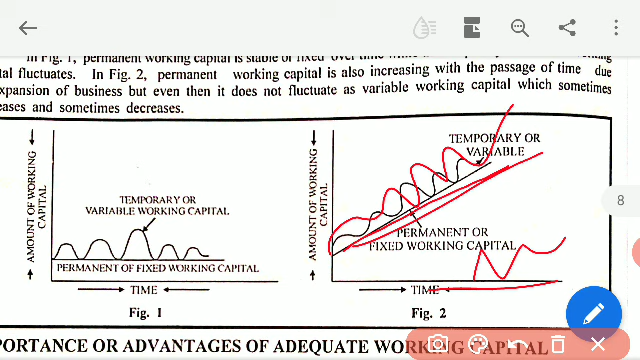 In Fig. 1, permanent working capital is stable or fixed over time while
tal fluctuates. In Fig. 2, permanent working capital is also increasing with the passage of time due
xpansion of business but even then it does not fluctuate as variable working capital which sometimes
eases and sometimes decreases.
AMOUNT OF WORKING CAPITAL
TEMPORARY OR
VARIABLE WORKING CAPITAL
PERMANENT OF FIXED WORKING CAPITAL
TIME
Fig. 1
AMOUNT OF WORKING CAPITAL
TEMPORARY OR
VARIABLE
PERMANENT OR
FIXED WORKING CAPITAL
TIME
Fig. 2
8
PORTANCE OR ADVANTAGES OF ADEQUATE WORKING CAPITAL